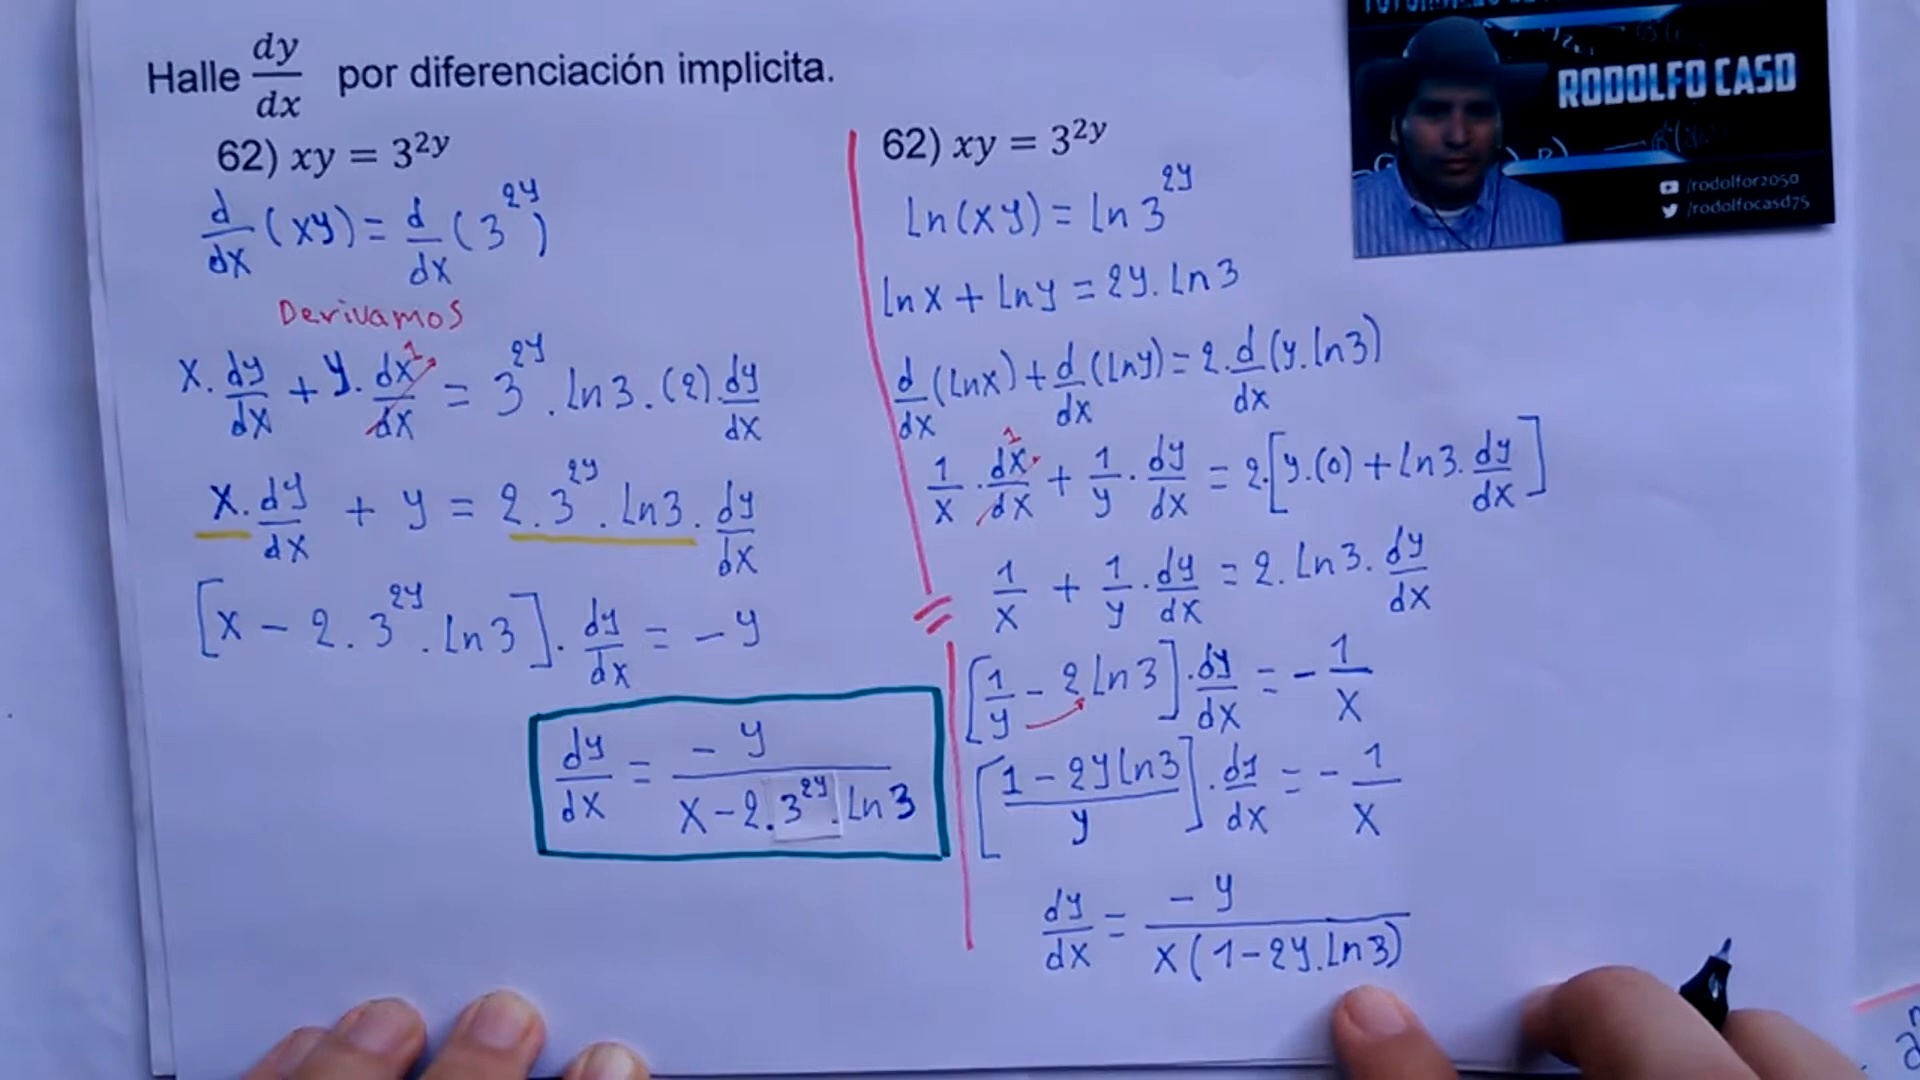 Halle dy/dx por diferenciación implicita.
62) xy = 3^{2y}
d/dx (xy) = d/dx (3^{2y})
Derivamos
x. dy/dx + y. dx/dx 1 = 3^{2y} . ln3 . (2). dy/dx
x. dy/dx + y = 2.3^{2y} . ln3. dy/dx
[x - 2.3^{2y} . ln3]. dy/dx = -y
dy/dx = -y/(x-2.3^{2y}.ln3)
62) xy = 3^{2y}
ln(xy) = ln3^{2y}
lnx + lny = 2y. ln3
d/dx (lnx) + d/dx (lny) = 2. d/dx (y. ln3)
1/x . dx/dx 1 + 1/y . dy/dx = 2.[y.(0) + ln3. dy/dx]
1/x + 1/y . dy/dx = 2. ln3. dy/dx
[1/y - 2ln3]. dy/dx = - 1/x
[(1-2yln3)/y]. dy/dx = - 1/x
dy/dx = -y/(x(1-2y.ln3))
RODOLFO CASD
/rodolfor2050
/rodolfocasd75